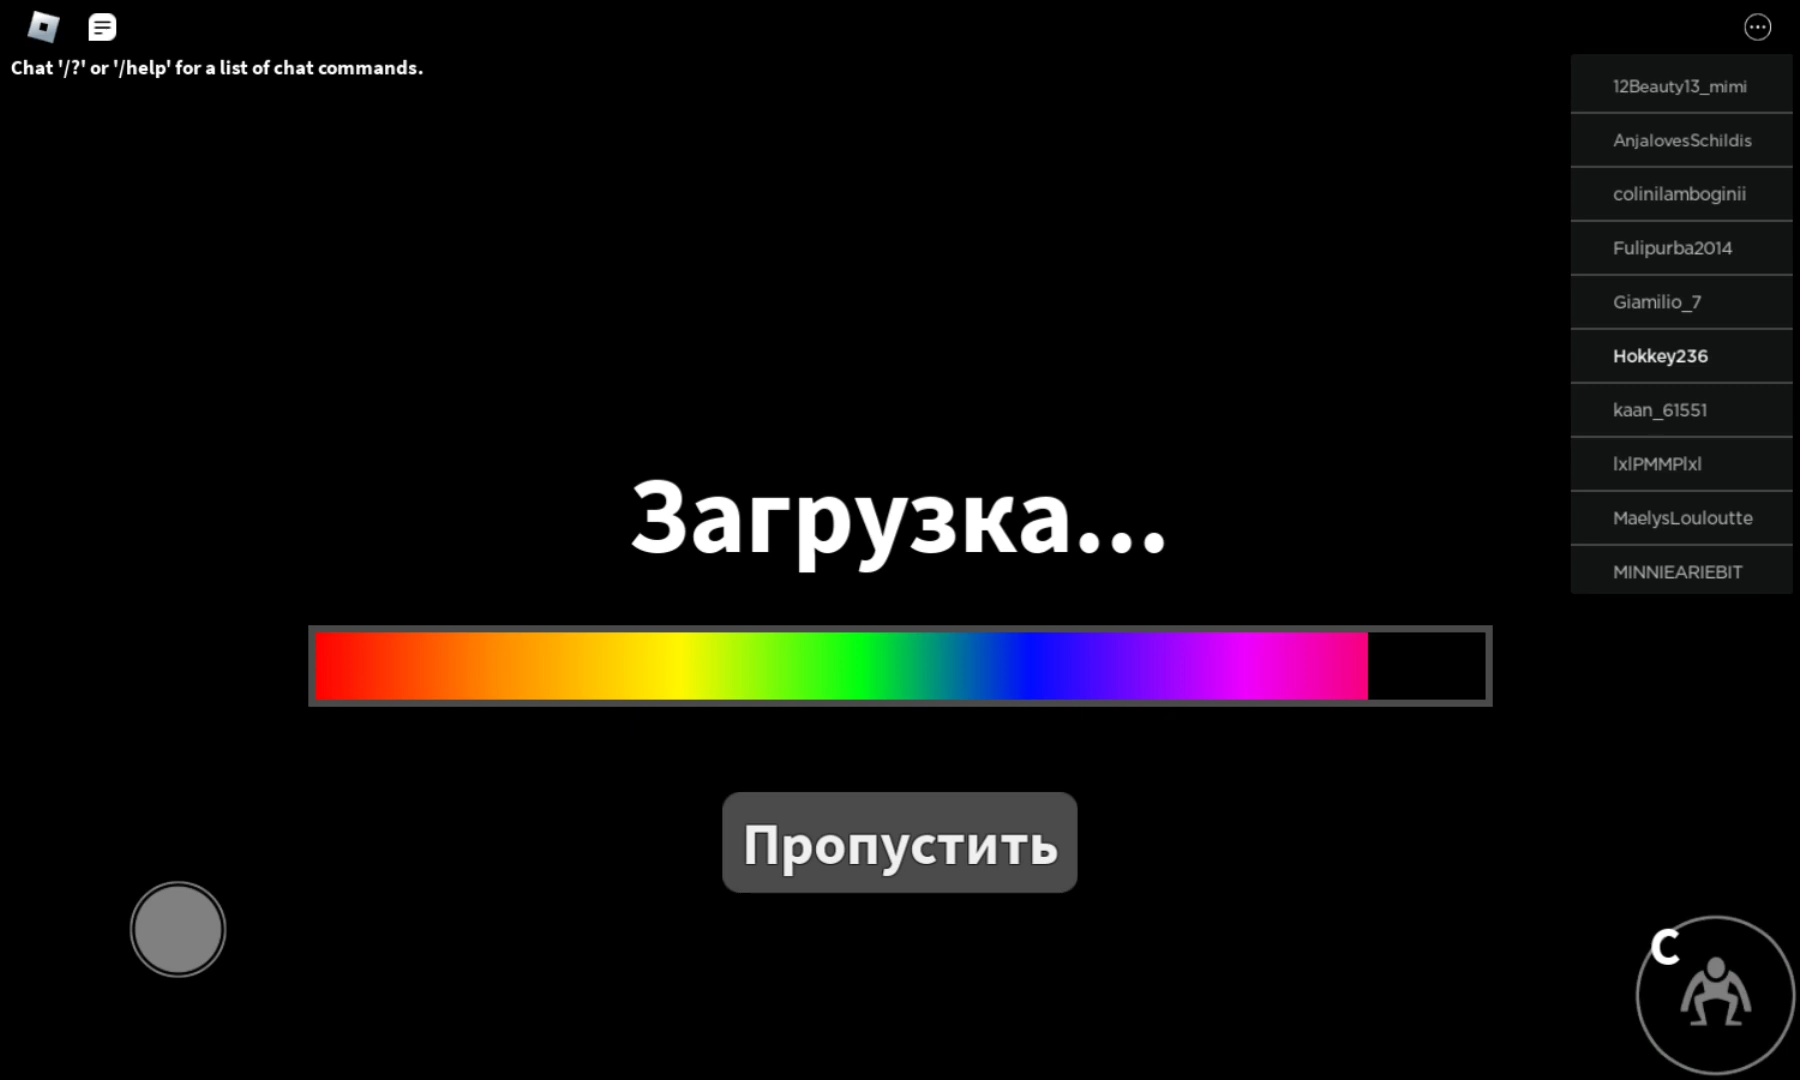 Chat '/?' or '/help' for a list of chat commands.
12Beauty13_mimi
AnjalovesSchildis
colinilamboginii
Fulipurba2014
Giamilio_7
Hokkey236
kaan_61551
lxlPMMPlxl
MaelysLouloutte
MINNIEARIEBIT
Загрузка...
Пропустить
C